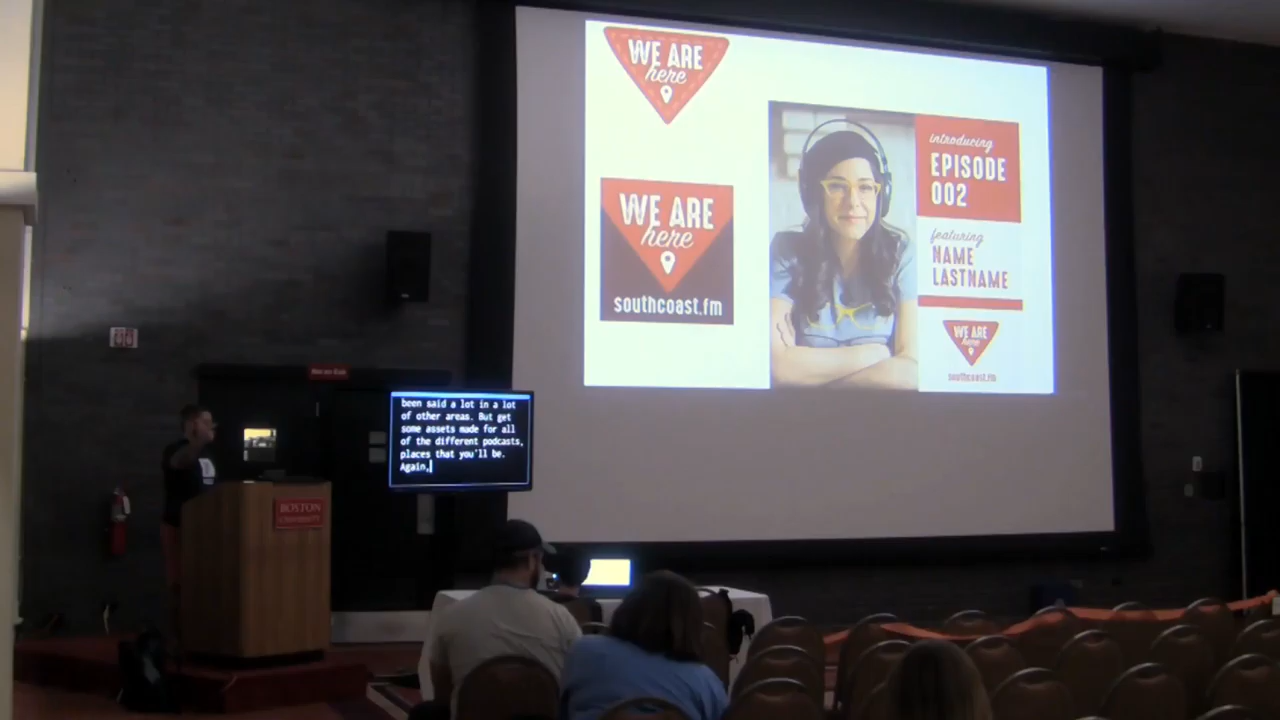 WE ARE
here
WE ARE
here
southcoast.fm
introducing
EPISODE
002
featuring
NAME
LASTNAME
WE ARE
here
southcoast.fm
been said a lot in a lot
of other areas. But get
some assets made for all
of the different podcasts,
places that you'll be.
Again,
BOSTON
UNIVERSITY